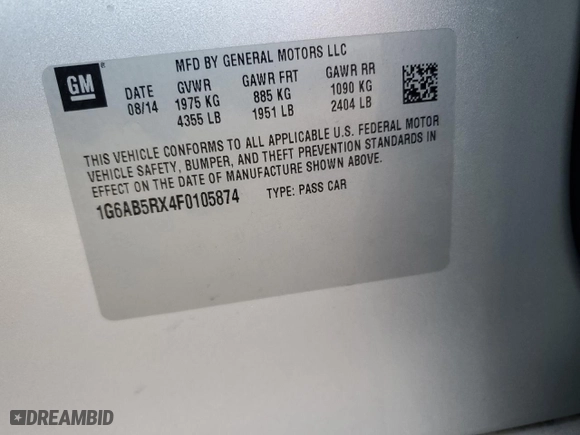 GM
MFD BY GENERAL MOTORS LLC
DATE GVWR GAWR FRT GAWR RR
08/14 1975 KG 885 KG 1090 KG
4355 LB 1951 LB 2404 LB
THIS VEHICLE CONFORMS TO ALL APPLICABLE U.S. FEDERAL MOTOR
VEHICLE SAFETY, BUMPER, AND THEFT PREVENTION STANDARDS IN
EFFECT ON THE DATE OF MANUFACTURE SHOWN ABOVE.
1G6AB5RX4F0105874 TYPE: PASS CAR
DREAMBID